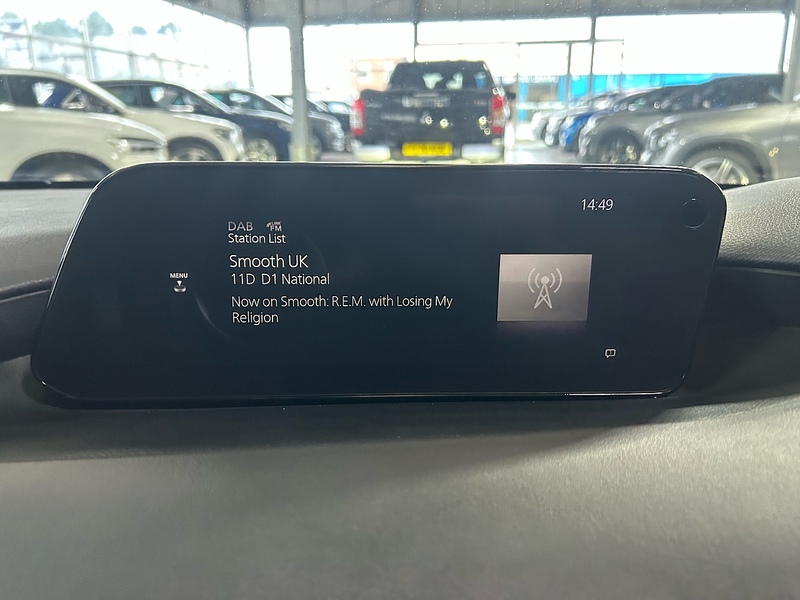 14:49
DAB FM
Station List
Smooth UK
MENU
11D D1 National
Now on Smooth: R.E.M. with Losing My
Religion